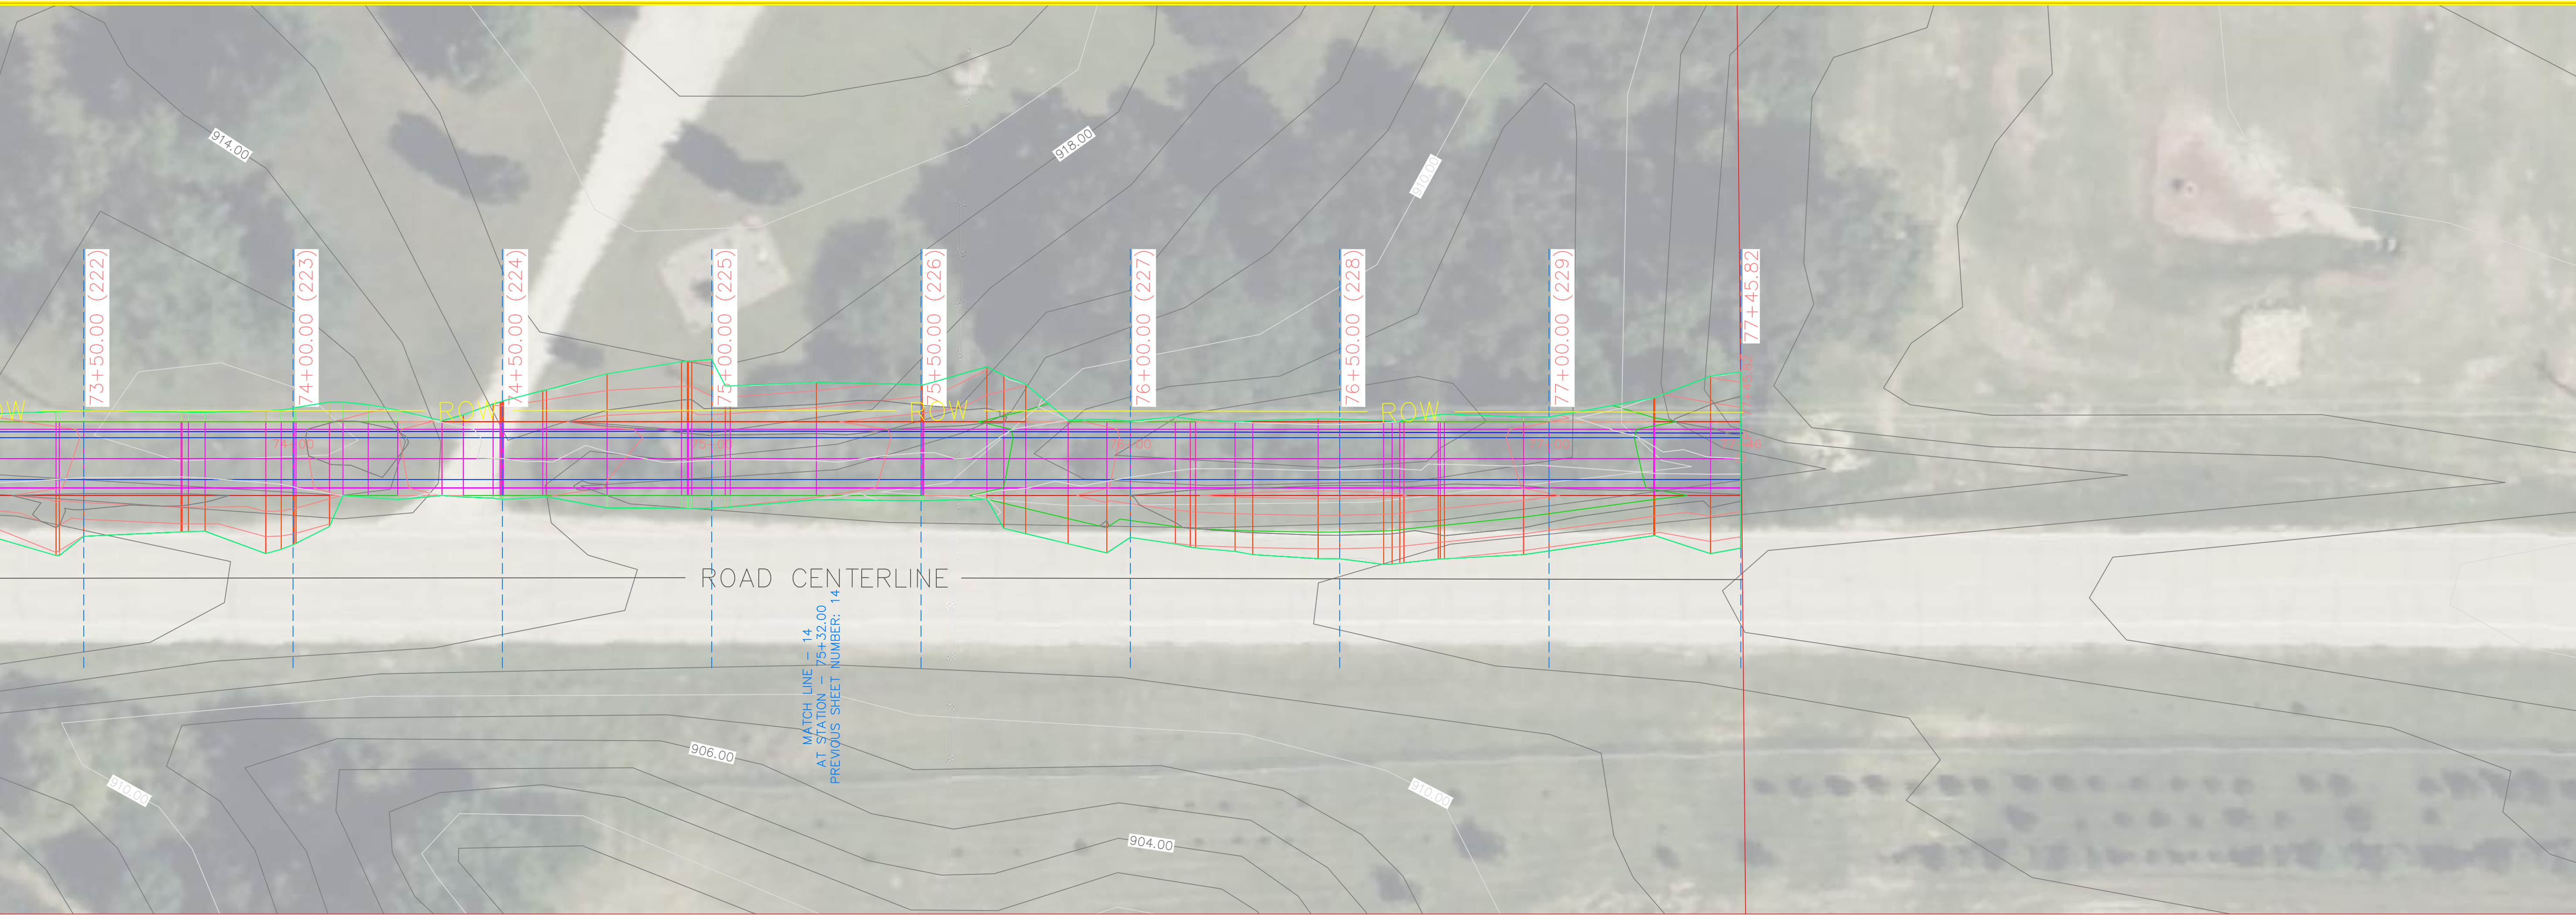 914.00
918.00
910.00
73+50.00 (222)
74+00.00 (223)
74+50.00 (224)
75+00.00 (225)
75+50.00 (226)
76+00.00 (227)
76+50.00 (228)
77+00.00 (229)
77+45.82
ROW
ROW
ROW
74+00
ROAD CENTERLINE
MATCH LINE - 14
AT STATION - 75+32.00
PREVIOUS SHEET NUMBER: 14
906.00
910.00
910.00
904.00